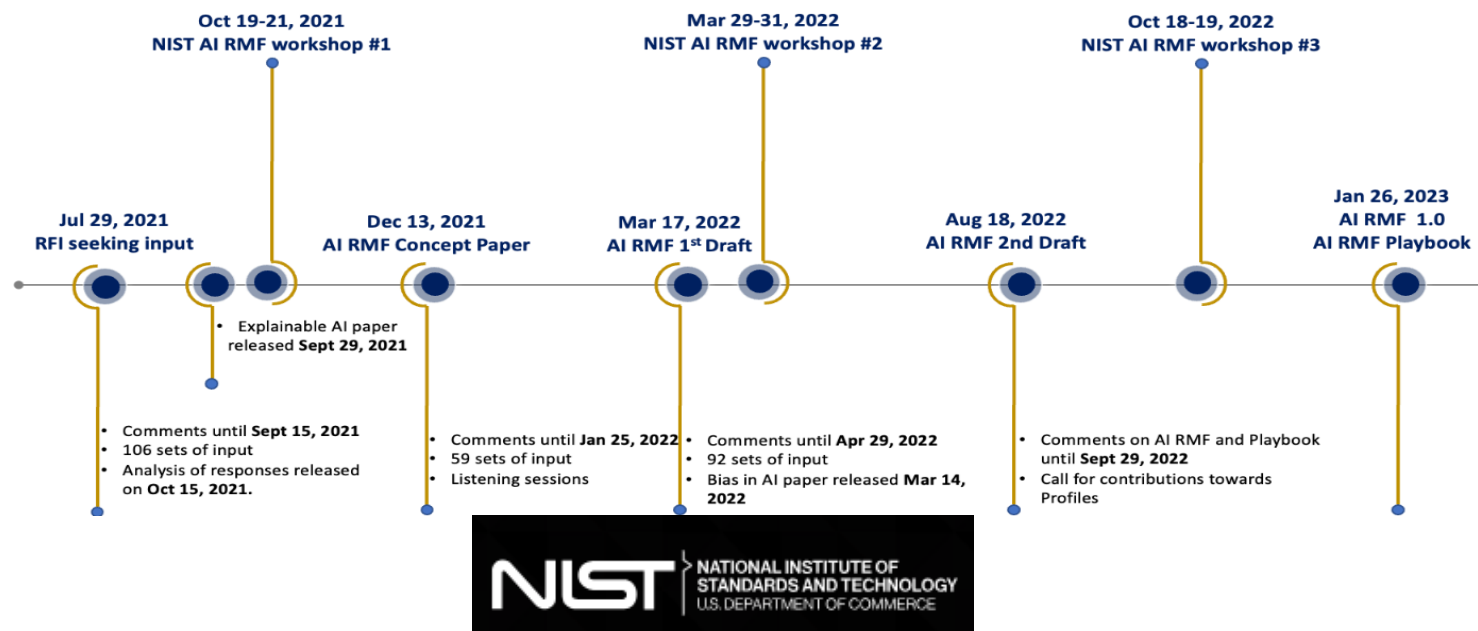 Oct 19-21, 2021
NIST AI RMF workshop #1
Mar 29-31, 2022
NIST AI RMF workshop #2
Oct 18-19, 2022
NIST AI RMF workshop #3
Jul 29, 2021
RFI seeking input
Dec 13, 2021
AI RMF Concept Paper
Mar 17, 2022
AI RMF 1st Draft
Aug 18, 2022
AI RMF 2nd Draft
Jan 26, 2023
AI RMF 1.0
AI RMF Playbook
• Explainable AI paper
released Sept 29, 2021
• Comments until Sept 15, 2021
• 106 sets of input
• Analysis of responses released
on Oct 15, 2021.
• Comments until Jan 25, 2022
• 59 sets of input
• Listening sessions
• Comments until Apr 29, 2022
• 92 sets of input
• Bias in AI paper released Mar 14,
2022
• Comments on AI RMF and Playbook
until Sept 29, 2022
• Call for contributions towards
Profiles
NIST
NATIONAL INSTITUTE OF
STANDARDS AND TECHNOLOGY
U.S. DEPARTMENT OF COMMERCE